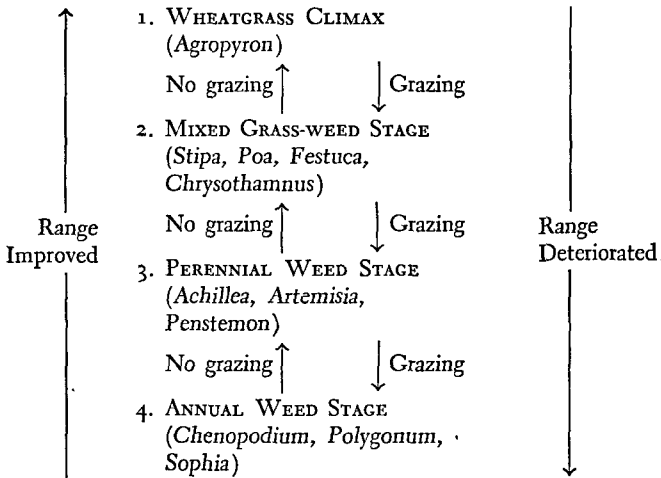 1. Wheatgrass Climax
(Agropyron)
No grazing Grazing
2. Mixed Grass-weed Stage
(Stipa, Poa, Festuca,
Chrysothamnus)
No grazing Grazing
Range
Improved
Range
Deteriorated
3. Perennial Weed Stage
(Achillea, Artemisia,
Penstemon)
No grazing Grazing
4. Annual Weed Stage
(Chenopodium, Polygonum,
Sophia)